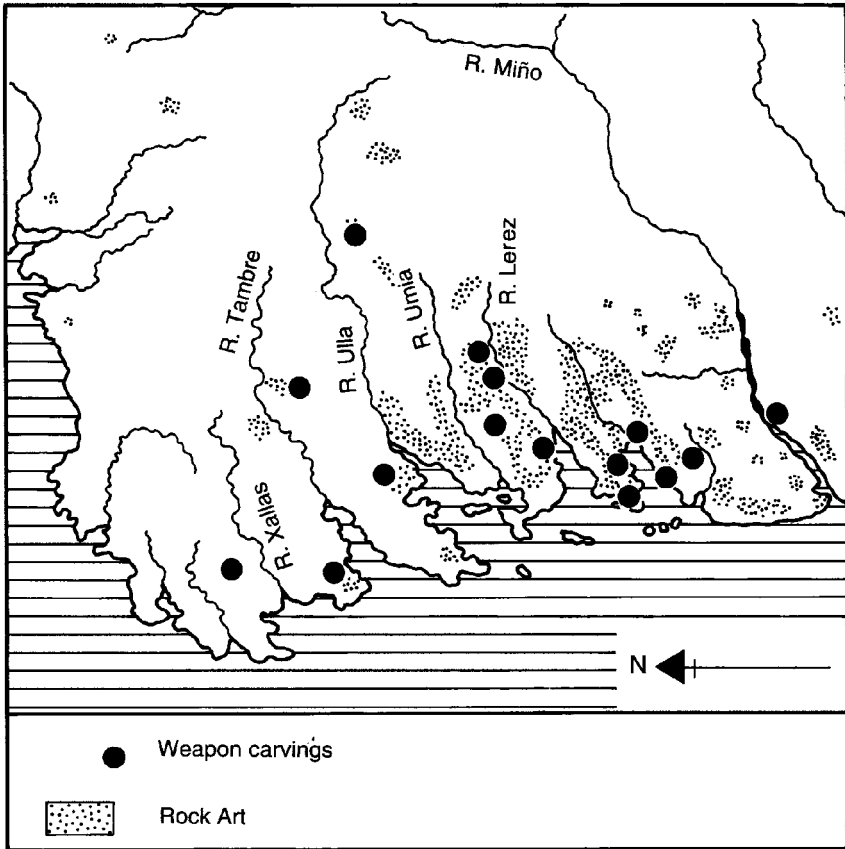 R. Miño
R. Lerez
R. Tambre
R. Umia
R. Ulla
R. Xallas
N
Weapon carvings
Rock Art